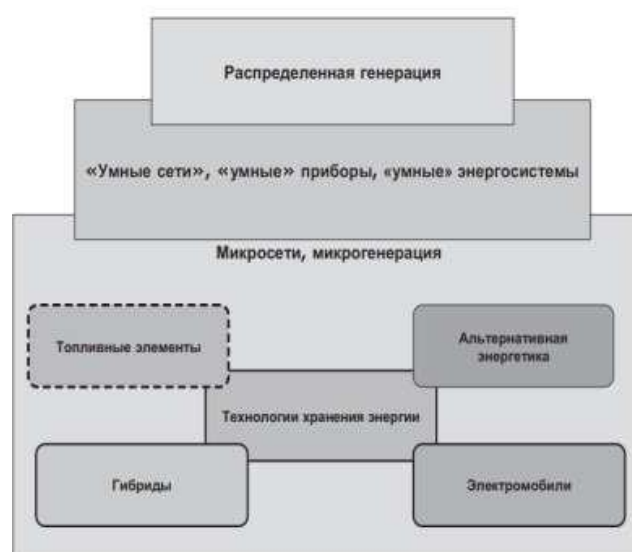 Распределенная генерация
«Умные сети», «умные» приборы, «умные» энергосистемы
Микросети, микрогенерация
Топливные элементы
Альтернативная
энергетика
Технологии хранения энергии
Гибриды
Электромобили